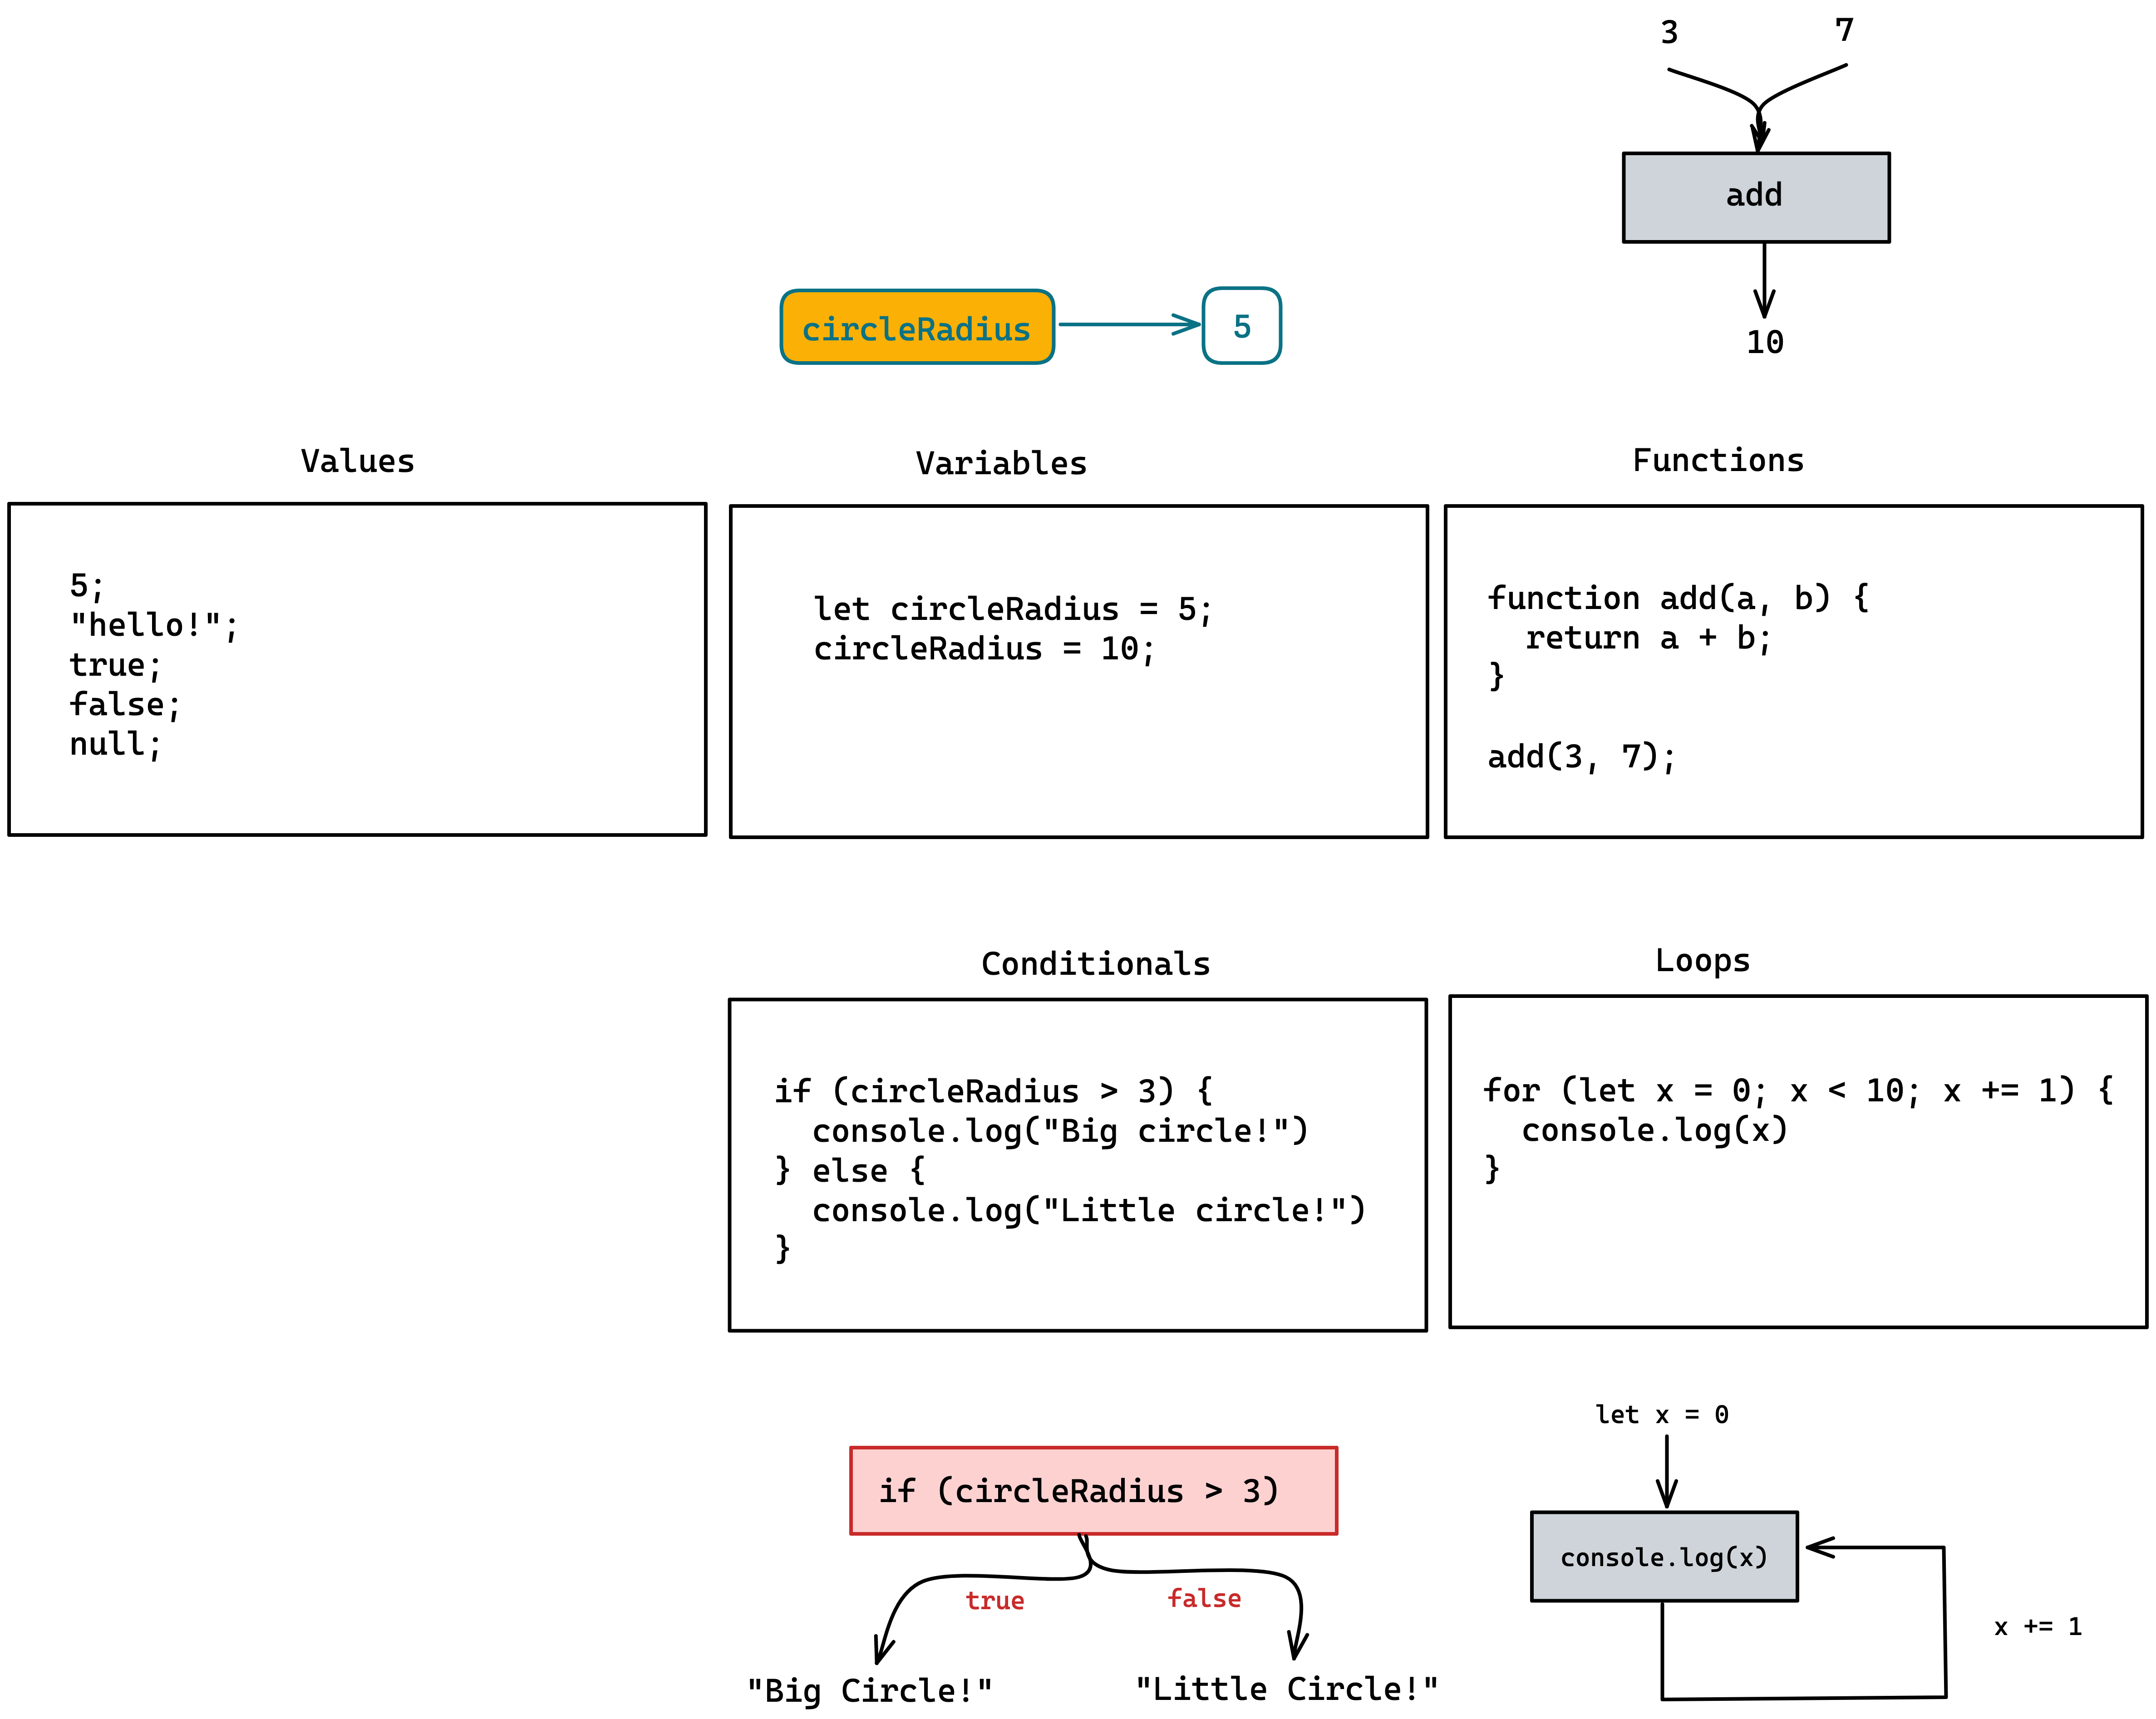 3
7
add
10
circleRadius
5
Values
Variables
Functions
5;
"hello!";
true;
false;
null;
let circleRadius = 5;
circleRadius = 10;
function add(a, b) {
  return a + b;
}
add(3, 7);
Conditionals
Loops
if (circleRadius > 3) {
  console.log("Big circle!")
} else {
  console.log("Little circle!")
}
for (let x = 0; x < 10; x += 1) {
  console.log(x)
}
if (circleRadius > 3)
true
false
"Big Circle!"
"Little Circle!"
let x = 0
console.log(x)
x += 1